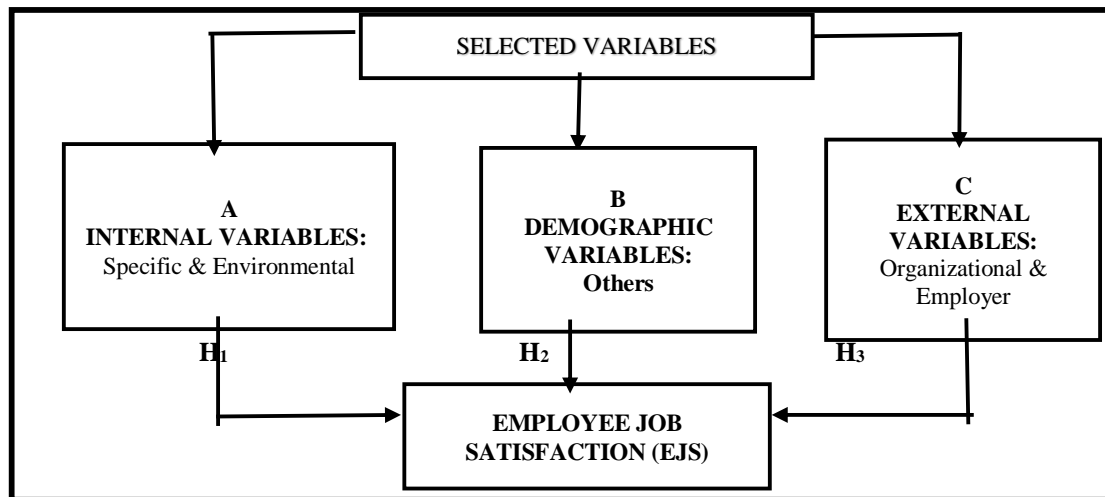 SELECTED VARIABLES
A
INTERNAL VARIABLES:
Specific & Environmental
B
DEMOGRAPHIC
VARIABLES:
Others
C
EXTERNAL
VARIABLES:
Organizational &
Employer
H1
H2
H3
EMPLOYEE JOB
SATISFACTION (EJS)